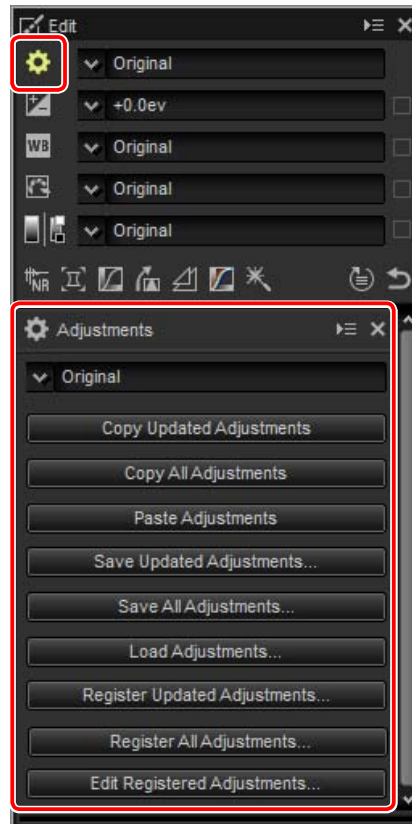 Edit
Original
+0.0ev
WB Original
Original
Original
NR
Adjustments
Original
Copy Updated Adjustments
Copy All Adjustments
Paste Adjustments
Save Updated Adjustments...
Save All Adjustments...
Load Adjustments...
Register Updated Adjustments...
Register All Adjustments...
Edit Registered Adjustments...